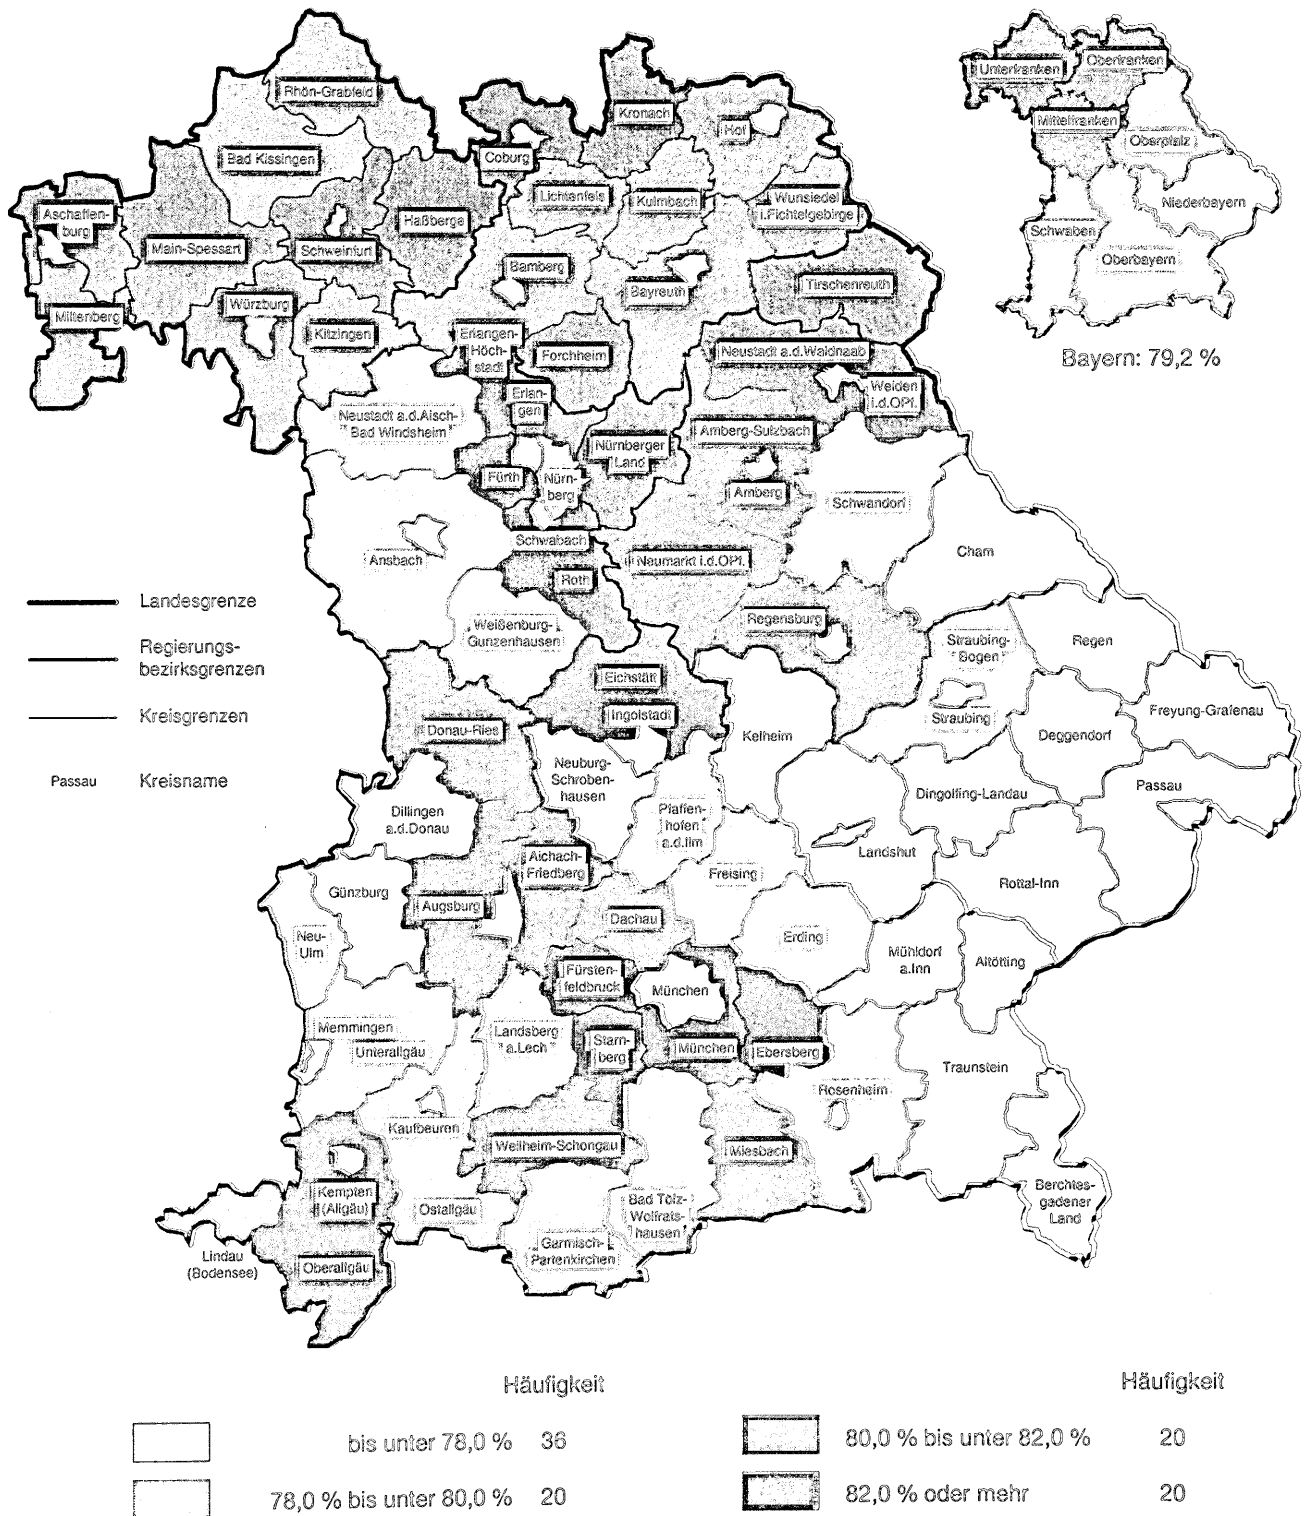 Rhön-Grabfeld
Bad Kissingen
Aschaffen-
burg
Main-Spessart
Schweinfurt
Haßberge
Coburg
Kronach
Hof
Lichtenfels
Kulmbach
Wunsiedel
i.Fichtelgebirge
Miltenberg
Würzburg
Kitzingen
Bamberg
Bayreuth
Tirschenreuth
Erlangen-
Höch-
stadt
Forchheim
Neustadt a.d.Waldnaab
Weiden
i.d.OPf.
Neustadt a.d.Aisch-
Bad Windsheim
Erlan-
gen
Nürnberger
Land
Amberg-Sulzbach
Fürth
Nürn-
berg
Amberg
Schwandorf
Ansbach
Schwabach
Neumarkt i.d.OPf.
Cham
Roth
Weißenburg-
Gunzenhausen
Regensburg
Straubing-
Bogen
Regen
Eichstätt
Ingolstadt
Straubing
Freyung-Grafenau
Donau-Ries
Kelheim
Deggendorf
Neuburg-
Schroben-
hausen
Dillingen
a.d.Donau
Pfaffen-
hofen
a.d.Ilm
Dingolfing-Landau
Passau
Aichach-
Friedberg
Landshut
Günzburg
Freising
Rottal-Inn
Augsburg
Dachau
Neu-
Ulm
Erding
Mühldorf
a.Inn
Altötting
Fürsten-
feldbruck
München
Memmingen
Unterallgäu
Landsberg
a.Lech
Starn-
berg
München
Ebersberg
Traunstein
Rosenheim
Kaufbeuren
Weilheim-Schongau
Miesbach
Kempten
(Allgäu)
Ostallgäu
Bad Tölz-
Wolfrats-
hausen
Berchtes-
gadener
Land
Garmisch-
Partenkirchen
Lindau
(Bodensee)
Oberallgäu
Unterfranken
Oberfranken
Mittelfranken
Oberpfalz
Niederbayern
Schwaben
Oberbayern
Bayern: 79,2 %
Landesgrenze
Regierungs-
bezirksgrenzen
Kreisgrenzen
Passau Kreisname
Häufigkeit
bis unter 78,0 % 36
78,0 % bis unter 80,0 % 20
Häufigkeit
80,0 % bis unter 82,0 % 20
82,0 % oder mehr 20